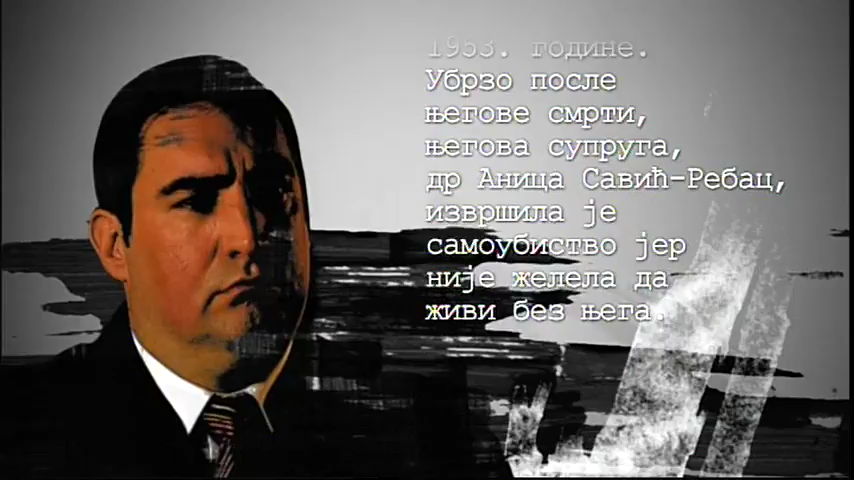 1953. године.
Убрзо после
његове смрти,
његова супруга,
др Аница Савић-Ребац,
извршила је
самоубиство јер
није желела да
живи без њега.